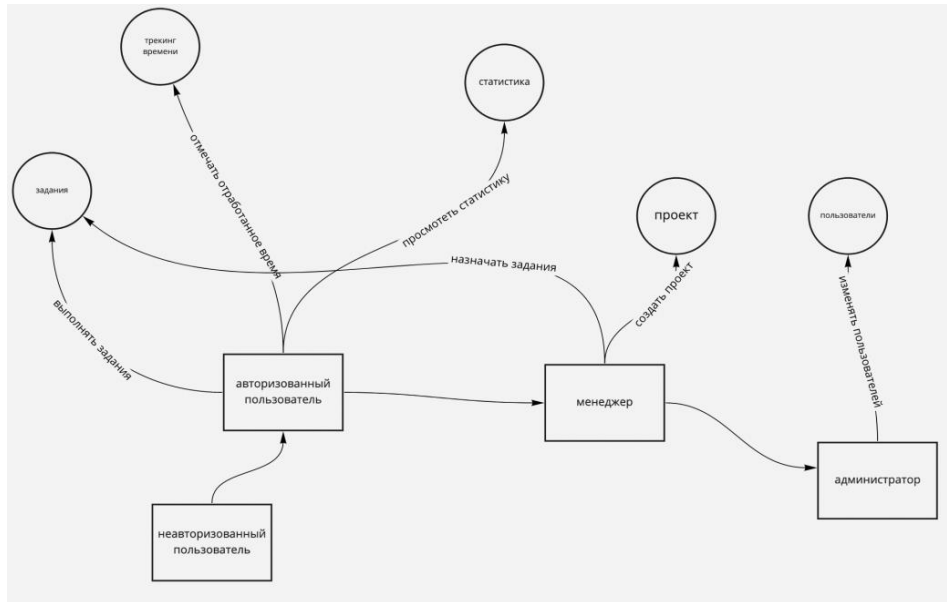 трекинг
времени
статистика
отмечать отработанное время
задания
просмотеть статистику
проект
пользователи
назначать задания
создать проект
изменять пользователей
выполнять задания
авторизованный
пользователь
менеджер
администратор
неавторизованный
пользователь